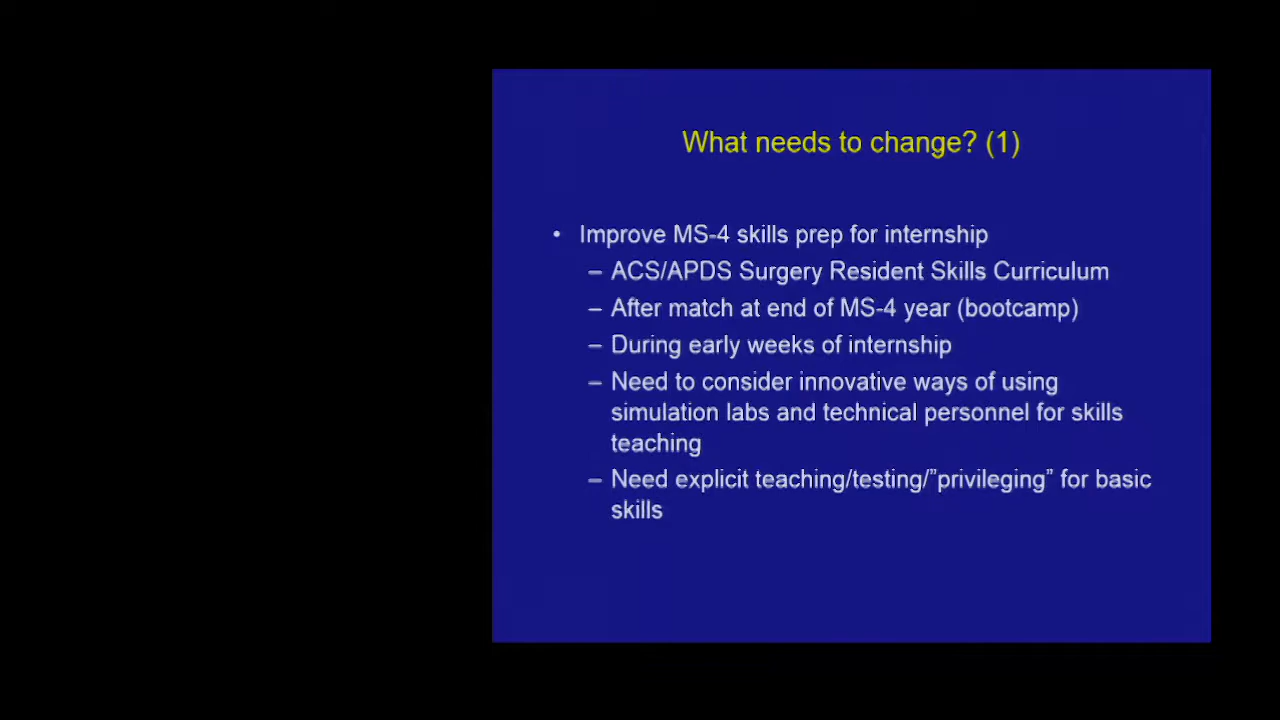 What needs to change? (1)
• Improve MS-4 skills prep for internship
– ACS/APDS Surgery Resident Skills Curriculum
– After match at end of MS-4 year (bootcamp)
– During early weeks of internship
– Need to consider innovative ways of using
simulation labs and technical personnel for skills
teaching
– Need explicit teaching/testing/”privileging” for basic
skills